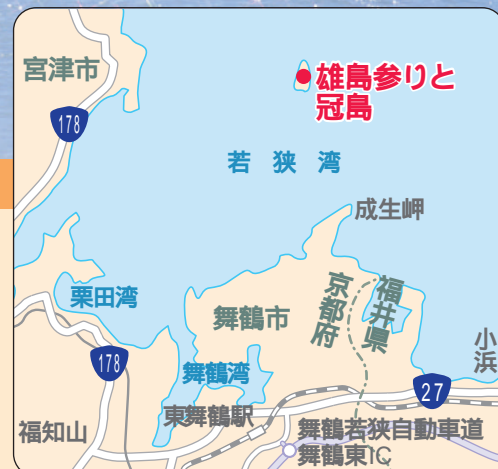 宮津市
178
雄島参りと
冠島
若狭湾
成生岬
栗田湾
舞鶴市
京都府
福井県
小浜
178
舞鶴湾
27
東舞鶴駅
福知山
舞鶴若狭自動車道
舞鶴東IC